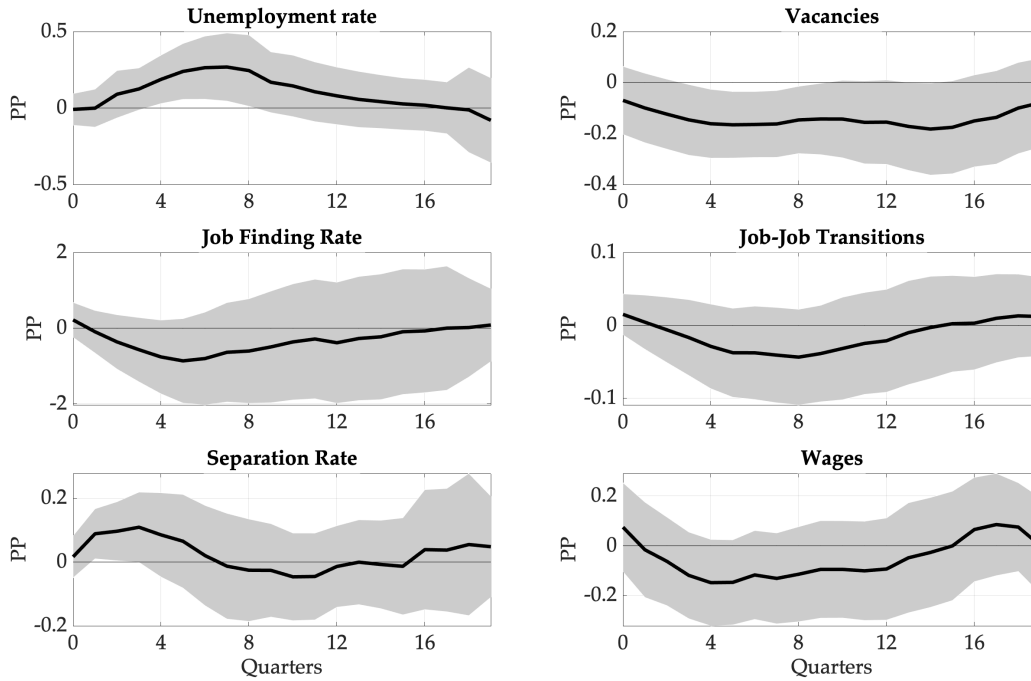 Unemployment rate
0.5
0
-0.5
PP
0 4 8 12 16
Vacancies
0.2
0
-0.2
-0.4
PP
0 4 8 12 16
Job Finding Rate
2
0
-2
PP
0 4 8 12 16
Job-Job Transitions
0.1
0
-0.1
PP
0 4 8 12 16
Separation Rate
0.2
0
-0.2
PP
0 4 8 12 16
Quarters
Wages
0.2
0
-0.2
PP
0 4 8 12 16
Quarters